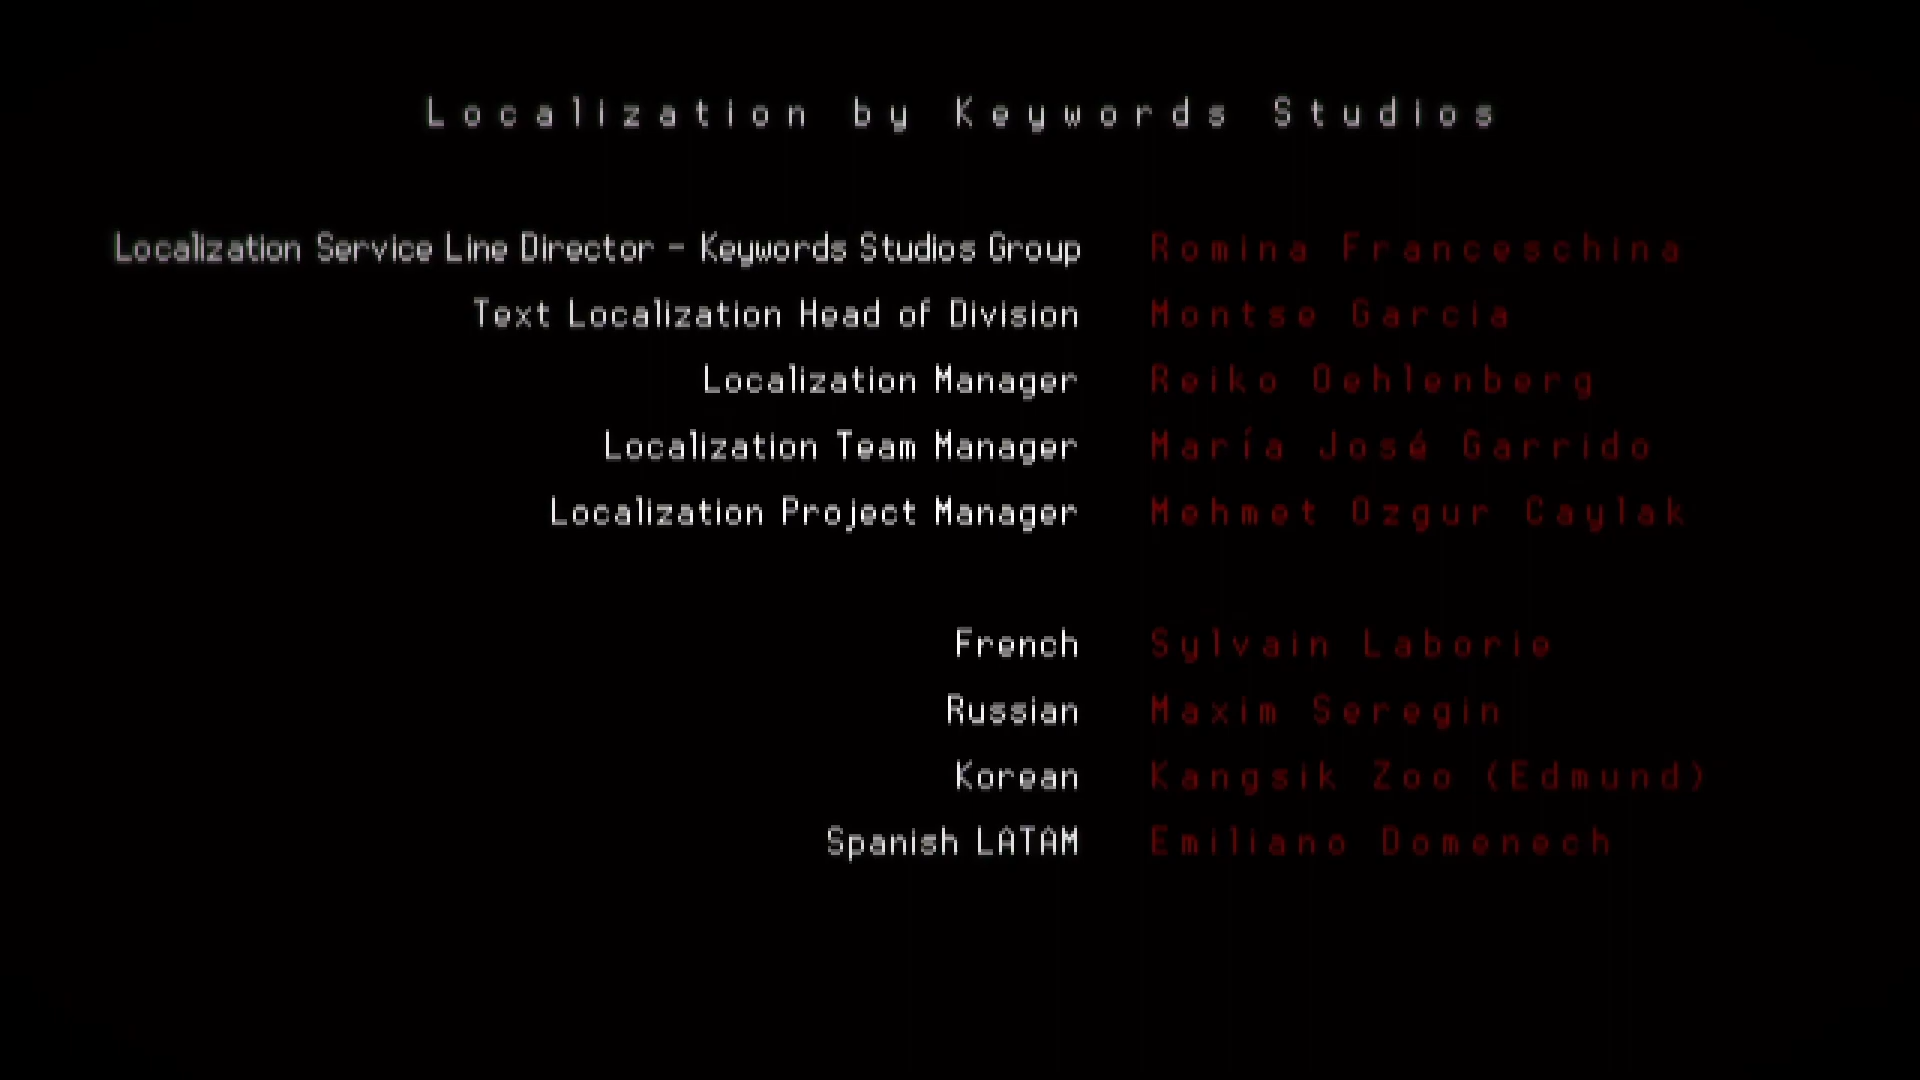 Localization by Keywords Studios
Localization Service Line Director - Keywords Studios Group Romina Franceschina
Text Localization Head of Division Montse Garcia
Localization Manager Reiko Oehlenberg
Localization Team Manager María José Garrido
Localization Project Manager Mehmet Ozgur Caylak
French Sylvain Laborie
Russian Maxim Seregin
Korean Kangsik Zoo (Edmund)
Spanish LATAM Emiliano Domenech